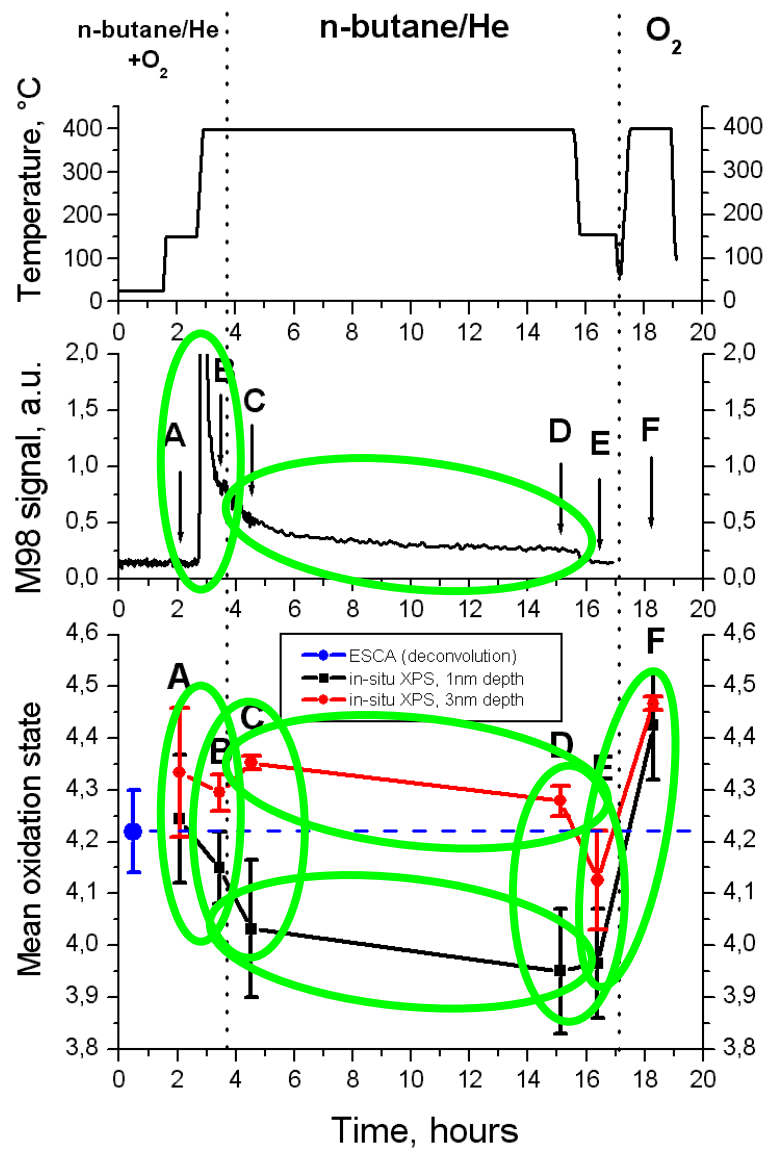 n-butane/He
+O2
n-butane/He
O2
Temperature, °C
400
300
200
100
0
400
300
200
100
0
0 2 4 6 8 10 12 14 16 18 20
M98 signal, a.u.
2,0
1,5
1,0
0,5
0,0
2,0
1,5
1,0
0,5
0,0
A
B
C
D
E
F
0 2 4 6 8 10 12 14 16 18 20
Mean oxidation state
4,6
4,5
4,4
4,3
4,2
4,1
4,0
3,9
3,8
4,6
4,5
4,4
4,3
4,2
4,1
4,0
3,9
3,8
ESCA (deconvolution)
in-situ XPS, 1nm depth
in-situ XPS, 3nm depth
A
B
C
D
E
F
0 2 4 6 8 10 12 14 16 18 20
Time, hours